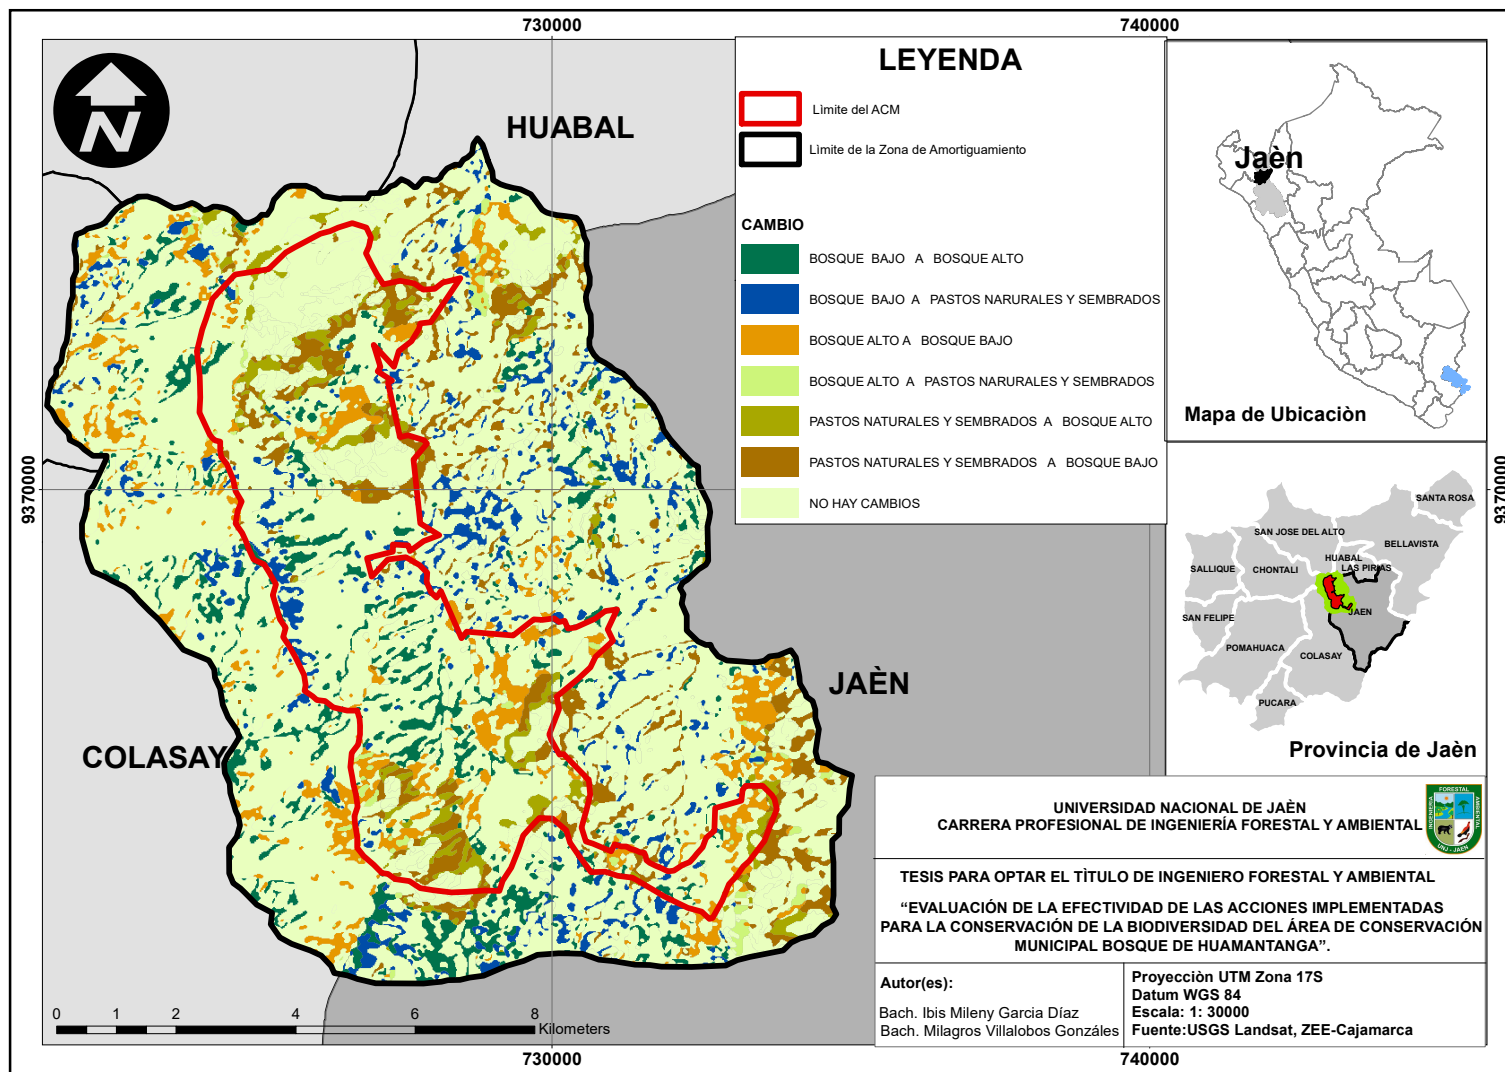 730000
740000
9370000
9370000
730000
740000
N
HUABAL
JAÈN
COLASAY
0 1 2 4 6 8
Kilometers
LEYENDA
Lìmite del ACM
Lìmite de la Zona de Amortiguamiento
CAMBIO
BOSQUE BAJO A BOSQUE ALTO
BOSQUE BAJO A PASTOS NARURALES Y SEMBRADOS
BOSQUE ALTO A BOSQUE BAJO
BOSQUE ALTO A PASTOS NARURALES Y SEMBRADOS
PASTOS NATURALES Y SEMBRADOS A BOSQUE ALTO
PASTOS NATURALES Y SEMBRADOS A BOSQUE BAJO
NO HAY CAMBIOS
Jaèn
Mapa de Ubicaciòn
SANTA ROSA
SAN JOSE DEL ALTO
BELLAVISTA
HUABAL
LAS PIRIAS
SALLIQUE
CHONTALI
JAEN
SAN FELIPE
POMAHUACA
COLASAY
PUCARA
Provincia de Jaèn
UNIVERSIDAD NACIONAL DE JAÈN
CARRERA PROFESIONAL DE INGENIERÍA FORESTAL Y AMBIENTAL
INGENIERIA
FORESTAL
AMBIENTAL
UNJ - JAEN
TESIS PARA OPTAR EL TÌTULO DE INGENIERO FORESTAL Y AMBIENTAL
“EVALUACIÓN DE LA EFECTIVIDAD DE LAS ACCIONES IMPLEMENTADAS
PARA LA CONSERVACIÓN DE LA BIODIVERSIDAD DEL ÁREA DE CONSERVACIÓN
MUNICIPAL BOSQUE DE HUAMANTANGA”.
Autor(es):
Bach. Ibis Mileny Garcia Díaz
Bach. Milagros Villalobos Gonzáles
Proyecciòn UTM Zona 17S
Datum WGS 84
Escala: 1: 30000
Fuente:USGS Landsat, ZEE-Cajamarca